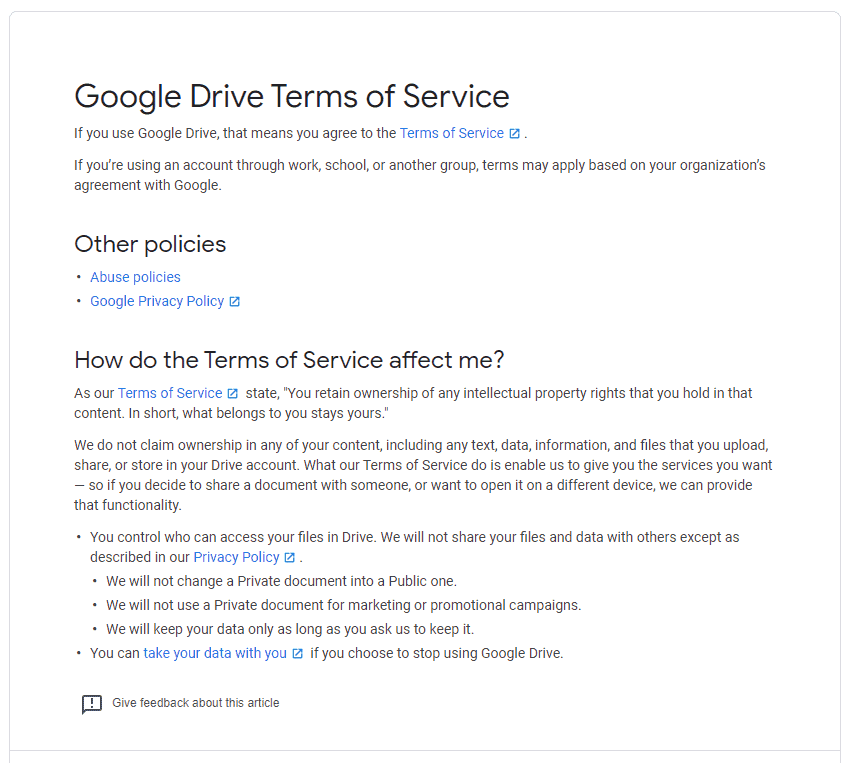 Google Drive Terms of Service
If you use Google Drive, that means you agree to the Terms of Service .
If you’re using an account through work, school, or another group, terms may apply based on your organization’s
agreement with Google.
Other policies
• Abuse policies
• Google Privacy Policy
How do the Terms of Service affect me?
As our Terms of Service state, "You retain ownership of any intellectual property rights that you hold in that
content. In short, what belongs to you stays yours."
We do not claim ownership in any of your content, including any text, data, information, and files that you upload,
share, or store in your Drive account. What our Terms of Service do is enable us to give you the services you want
— so if you decide to share a document with someone, or want to open it on a different device, we can provide
that functionality.
• You control who can access your files in Drive. We will not share your files and data with others except as
described in our Privacy Policy .
• We will not change a Private document into a Public one.
• We will not use a Private document for marketing or promotional campaigns.
• We will keep your data only as long as you ask us to keep it.
• You can take your data with you if you choose to stop using Google Drive.
Give feedback about this article